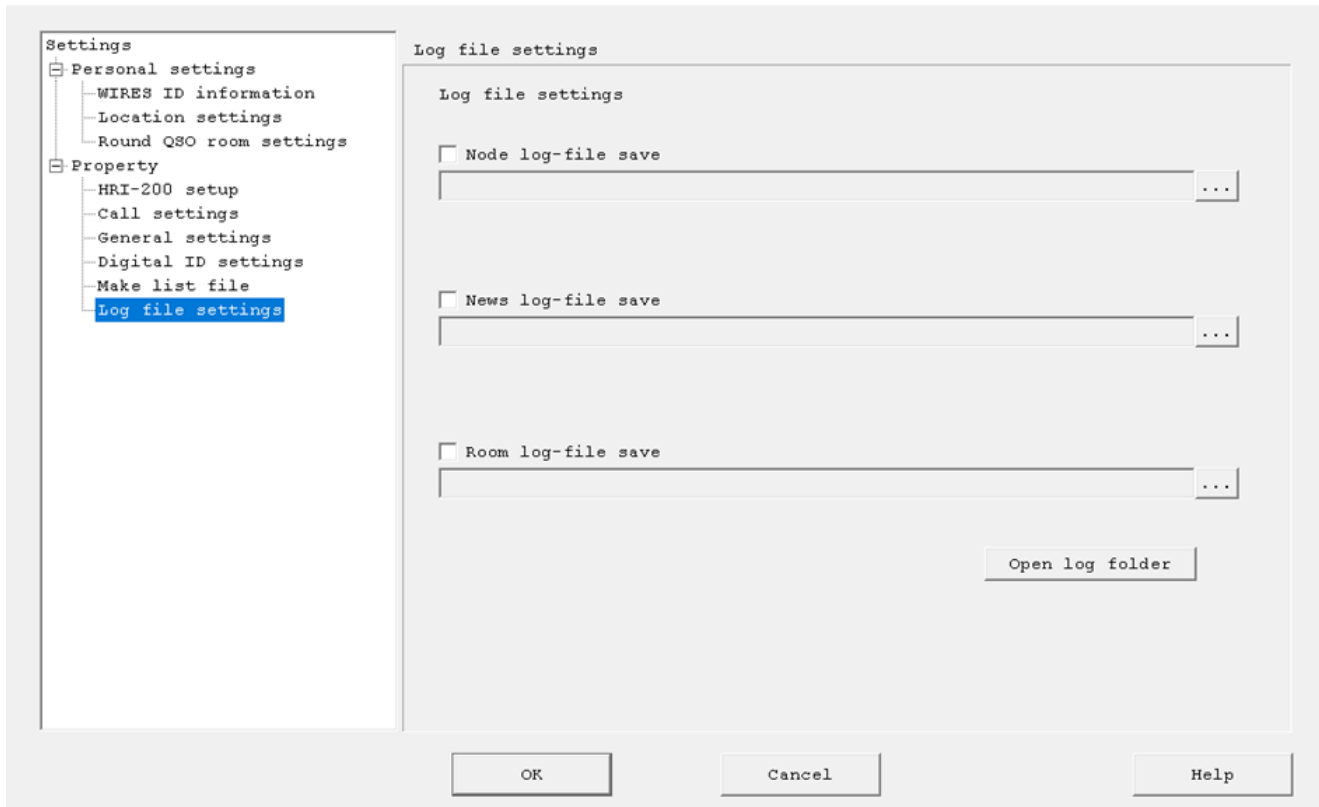 Settings
Personal settings
WIRES ID information
Location settings
Round QSO room settings
Property
HRI-200 setup
Call settings
General settings
Digital ID settings
Make list file
Log file settings
Log file settings
Log file settings
Node log-file save
...
News log-file save
...
Room log-file save
...
Open log folder
OK
Cancel
Help